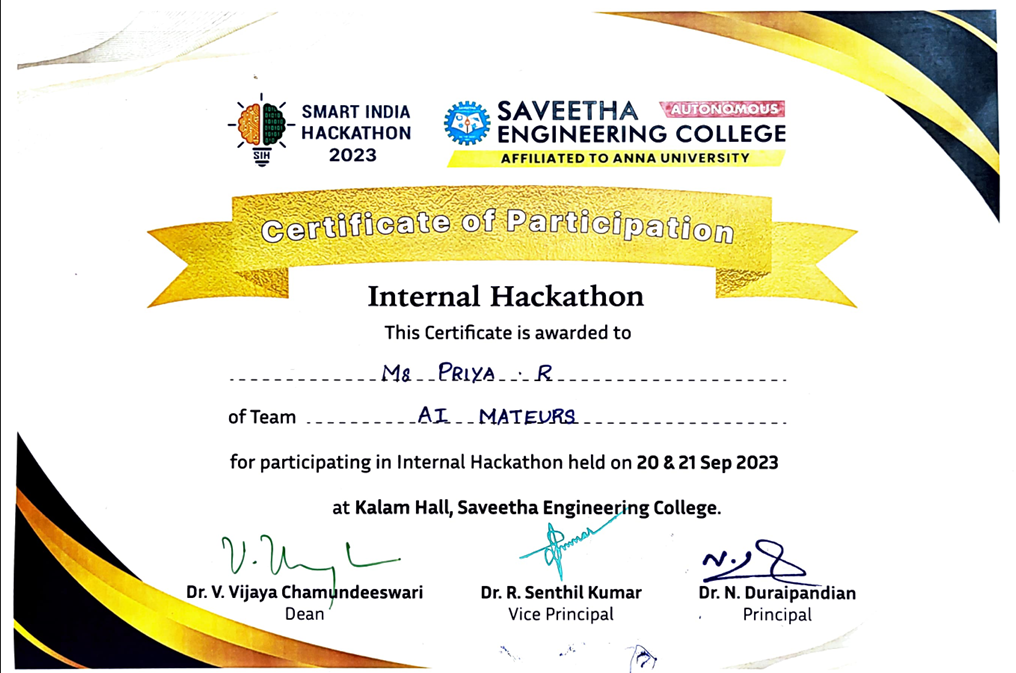 SMART INDIA
HACKATHON
2023
SIH
SAVEETHA AUTONOMOUS
ENGINEERING COLLEGE
AFFILIATED TO ANNA UNIVERSITY
Certificate of Participation
Internal Hackathon
This Certificate is awarded to
Ms PRIYA . R
of Team AI MATEURS
for participating in Internal Hackathon held on 20 & 21 Sep 2023
at Kalam Hall, Saveetha Engineering College.
Dr. V. Vijaya Chamundeeswari Dr. R. Senthil Kumar Dr. N. Duraipandian
Dean Vice Principal Principal